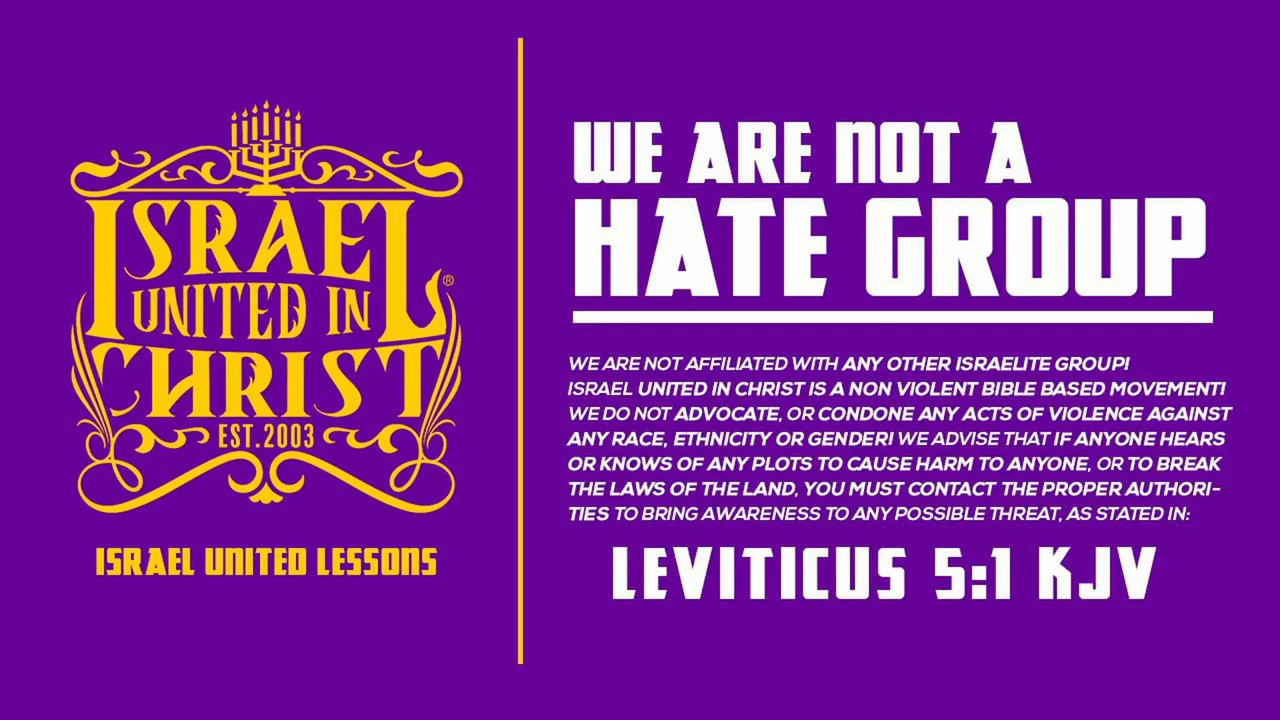 ISRAEL
UNITED IN
CHRIST
®
EST.2003
ISRAEL UNITED LESSONS
WE ARE NOT A
HATE GROUP
WE ARE NOT AFFILIATED WITH ANY OTHER ISRAELITE GROUP!
ISRAEL UNITED IN CHRIST IS A NON VIOLENT BIBLE BASED MOVEMENT!
WE DO NOT ADVOCATE, OR CONDONE ANY ACTS OF VIOLENCE AGAINST
ANY RACE, ETHNICITY OR GENDER! WE ADVISE THAT IF ANYONE HEARS
OR KNOWS OF ANY PLOTS TO CAUSE HARM TO ANYONE, OR TO BREAK
THE LAWS OF THE LAND, YOU MUST CONTACT THE PROPER AUTHORI-
TIES TO BRING AWARENESS TO ANY POSSIBLE THREAT, AS STATED IN:
LEVITICUS 5:1 KJV